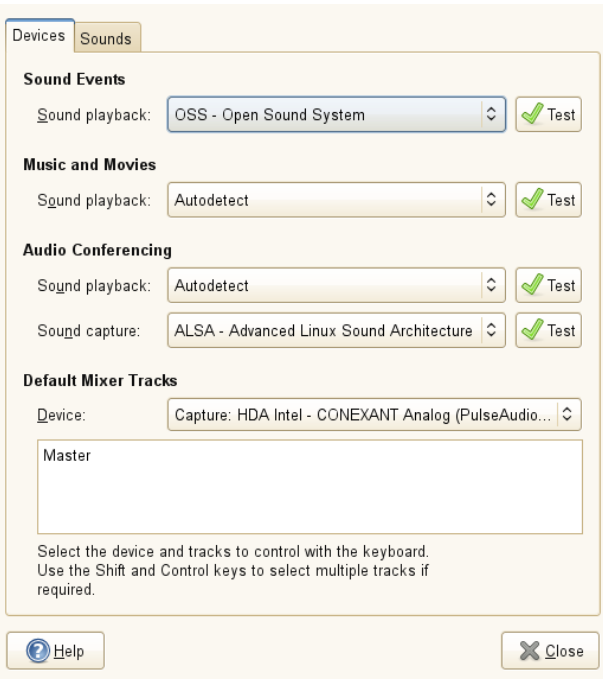 Devices
Sounds
Sound Events
Sound playback: OSS - Open Sound System Test
Music and Movies
Sound playback: Autodetect Test
Audio Conferencing
Sound playback: Autodetect Test
Sound capture: ALSA - Advanced Linux Sound Architecture Test
Default Mixer Tracks
Device: Capture: HDA Intel - CONEXANT Analog (PulseAudio...
Master
Select the device and tracks to control with the keyboard.
Use the Shift and Control keys to select multiple tracks if
required.
Help
Close